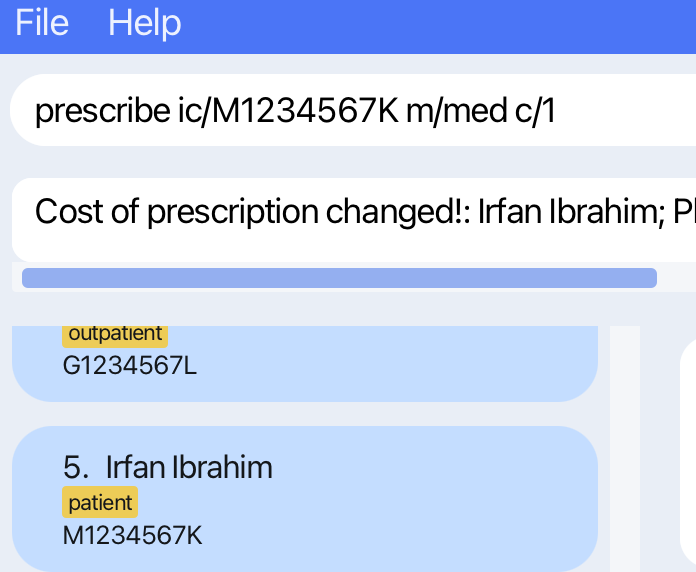 File Help
prescribe ic/M1234567K m/med c/1
Cost of prescription changed!: Irfan Ibrahim;
outpatient
G1234567L
5. Irfan Ibrahim
patient
M1234567K